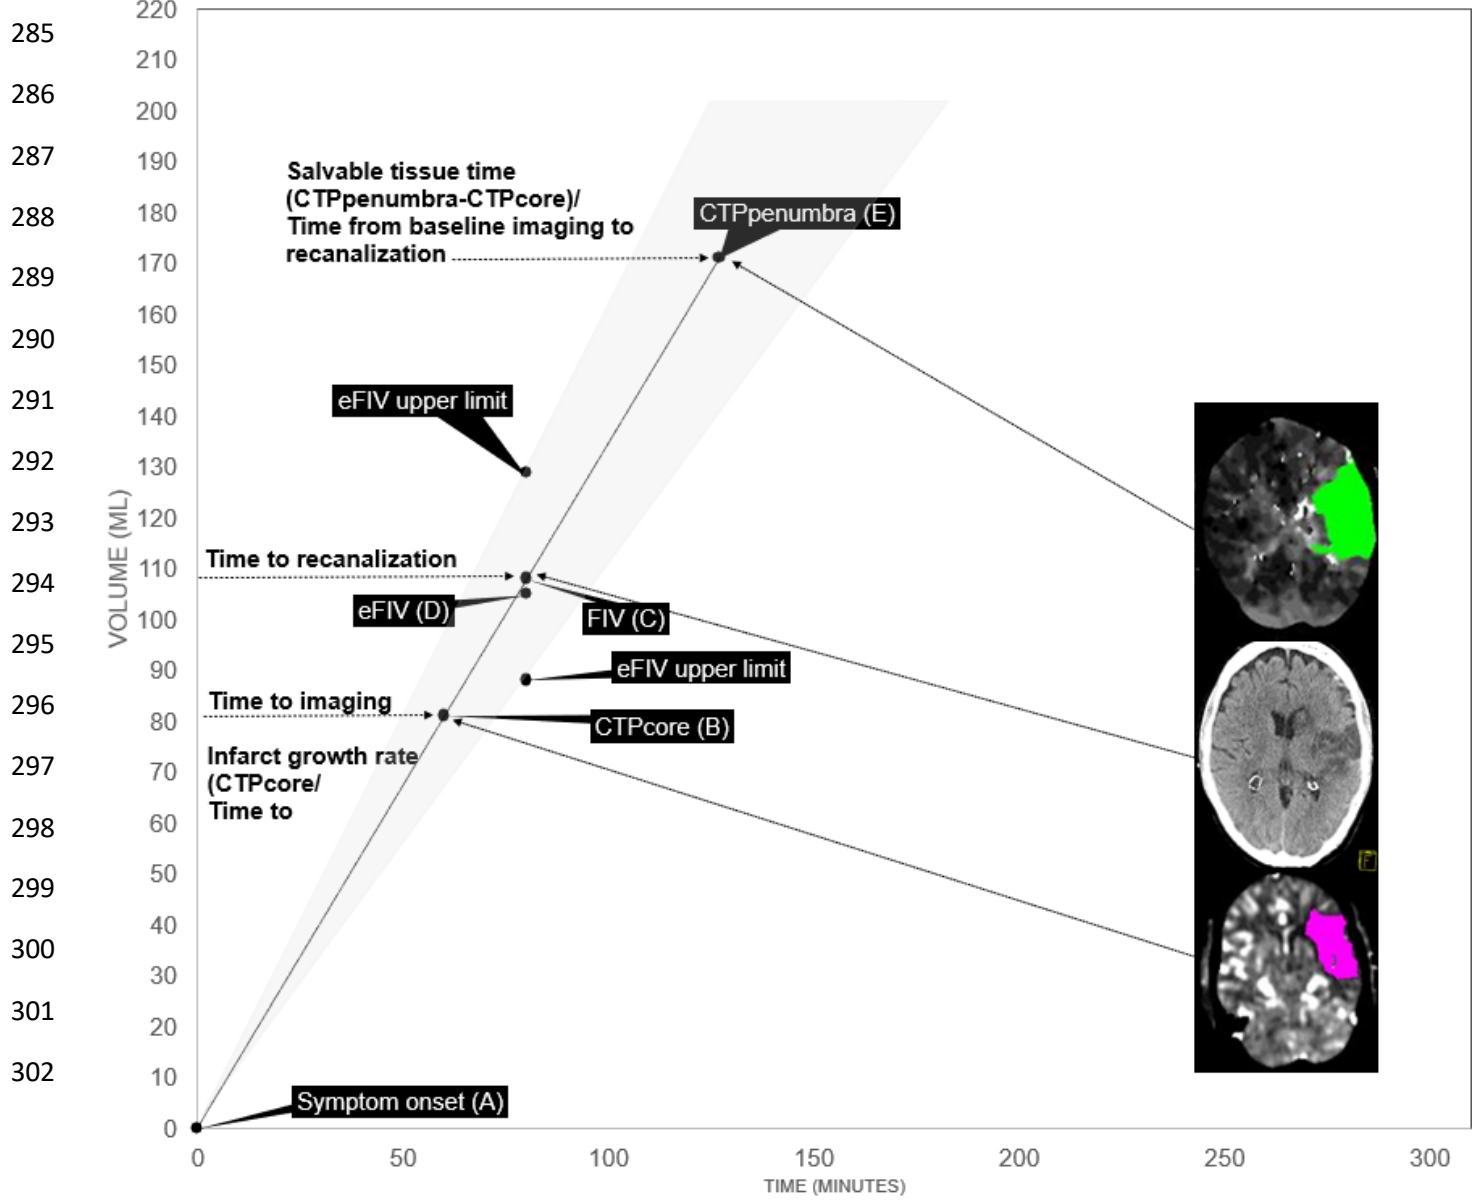 285
286
287
288
289
290
291
292
293
294
295
296
297
298
299
300
301
302
220
210
200
190
180
170
160
150
140
130
120
110
100
90
80
70
60
50
40
30
20
10
0
VOLUME (ML)
Salvable tissue time
(CTPpenumbra-CTPcore)/
Time from baseline imaging to
recanalization
CTPpenumbra (E)
eFIV upper limit
Time to recanalization
eFIV (D)
FIV (C)
eFIV upper limit
Time to imaging
CTPcore (B)
Infarct growth rate
(CTPcore/
Time to
Symptom onset (A)
F
0
50
100
150
200
250
300
TIME (MINUTES)